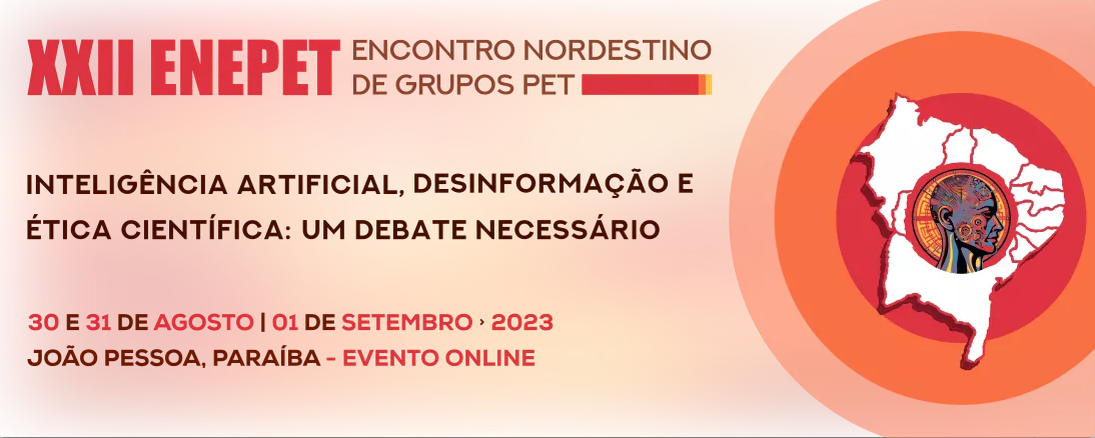 XXII ENEPET ENCONTRO NORDESTINO
DE GRUPOS PET
INTELIGÊNCIA ARTIFICIAL, DESINFORMAÇÃO E
ÉTICA CIENTÍFICA: UM DEBATE NECESSÁRIO
30 E 31 DE AGOSTO | 01 DE SETEMBRO › 2023
JOÃO PESSOA, PARAÍBA - EVENTO ONLINE